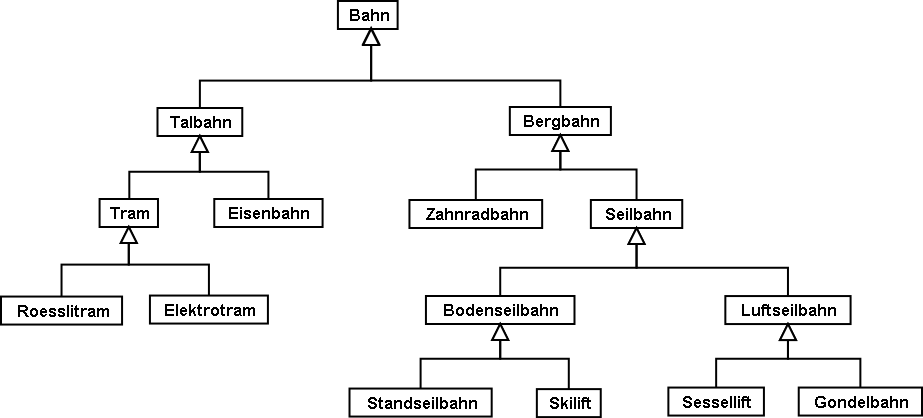 Bahn
Talbahn
Bergbahn
Tram
Eisenbahn
Zahnradbahn
Seilbahn
Roesslitram
Elektrotram
Bodenseilbahn
Luftseilbahn
Standseilbahn
Skilift
Sessellift
Gondelbahn